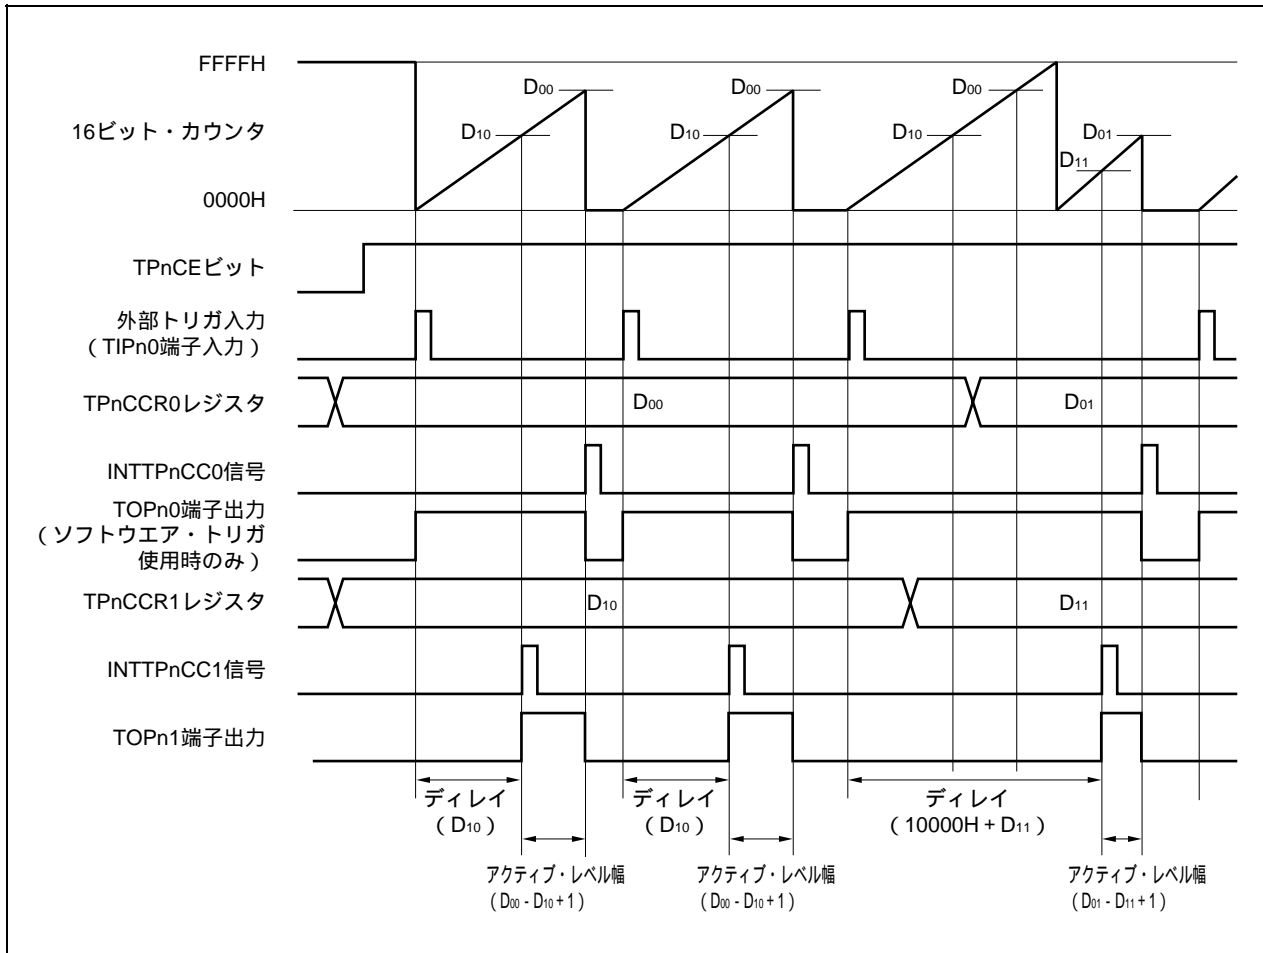 FFFFH
16ビット・カウンタ
0000H
D00
D10
D00
D10
D00
D10
D01
D11
TPnCEビット
外部トリガ入力
（TIPn0端子入力）
TPnCCR0レジスタ
D00
D01
INTTPnCC0信号
TOPn0端子出力
（ソフトウエア・トリガ
使用時のみ）
TPnCCR1レジスタ
D10
D11
INTTPnCC1信号
TOPn1端子出力
ディレイ
（D10）
ディレイ
（D10）
ディレイ
（10000H + D11）
アクティブ・レベル幅
（D00 - D10 + 1）
アクティブ・レベル幅
（D00 - D10 + 1）
アクティブ・レベル幅
（D01 - D11 + 1）